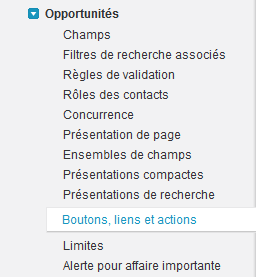 Opportunités
Champs
Filtres de recherche associés
Règles de validation
Rôles des contacts
Concurrence
Présentation de page
Ensembles de champs
Présentations compactes
Présentations de recherche
Boutons, liens et actions
Limites
Alerte pour affaire importante